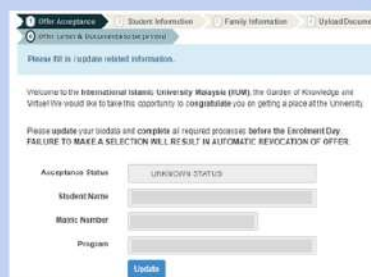 1 Offer Acceptance
Student Information
Family Information
Upload Docume
Offer Letter & Documents to be printed
Please fill in / update related information.
Welcome to the International Islamic University Malaysia (IIUM), the Garden of Knowledge and
Virtue! We would like to take this opportunity to congratulate you on getting a place at the University.
Please update your biodata and complete all required processes before the Enrolment Day.
FAILURE TO MAKE A SELECTION WILL RESULT IN AUTOMATIC REVOCATION OF OFFER.
Acceptance Status
UNKNOWN STATUS
Student Name
Matric Number
Program
Update